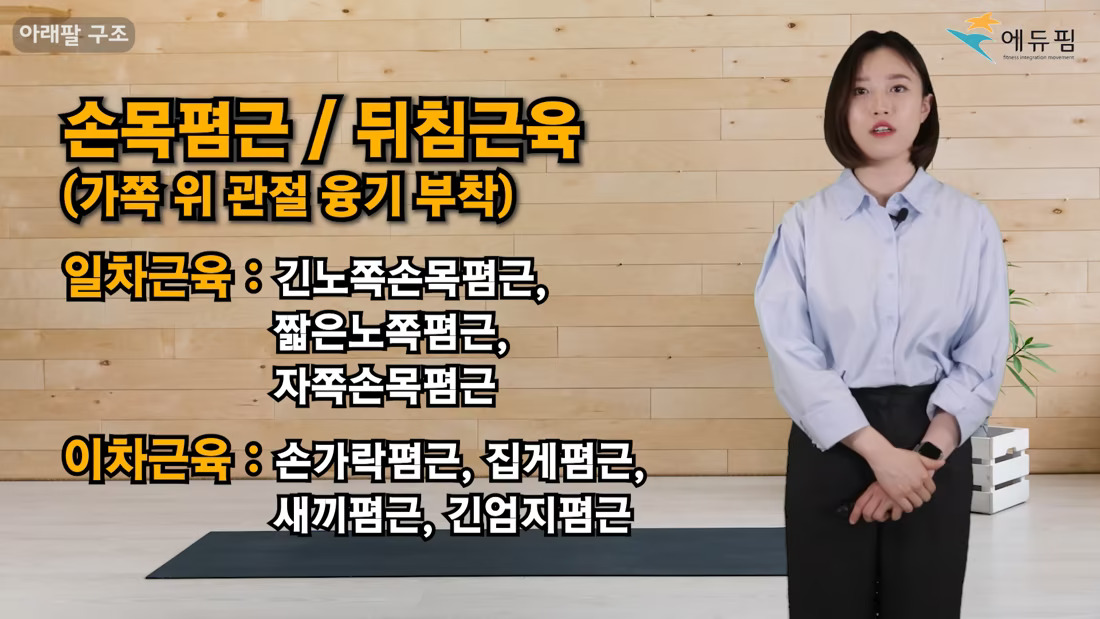 아래팔 구조
에듀핌
fitness integration movement
손목폄근 / 뒤침근육
(가쪽 위 관절 융기 부착)
일차근육 : 긴노쪽손목폄근,
짧은노쪽폄근,
자쪽손목폄근
이차근육 : 손가락폄근, 집게폄근,
새끼폄근, 긴엄지폄근